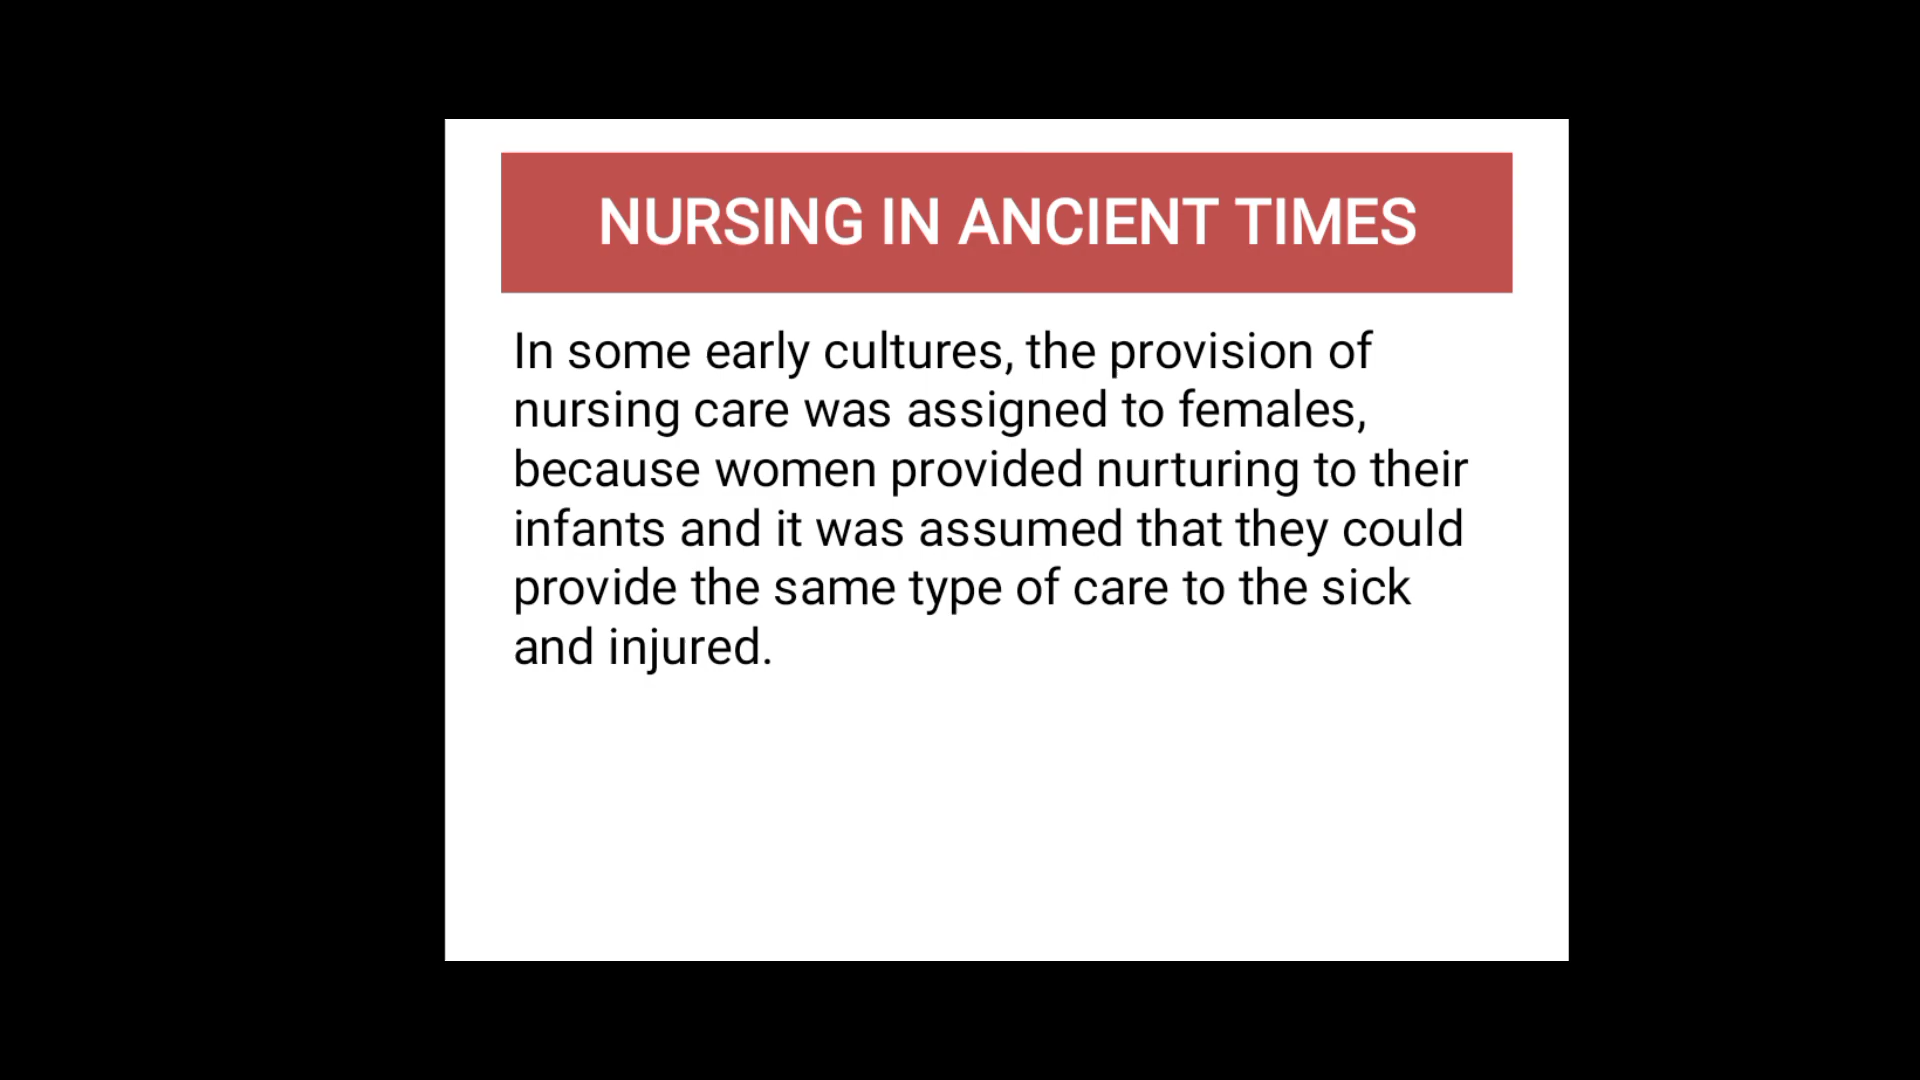 NURSING IN ANCIENT TIMES
In some early cultures, the provision of
nursing care was assigned to females,
because women provided nurturing to their
infants and it was assumed that they could
provide the same type of care to the sick
and injured.